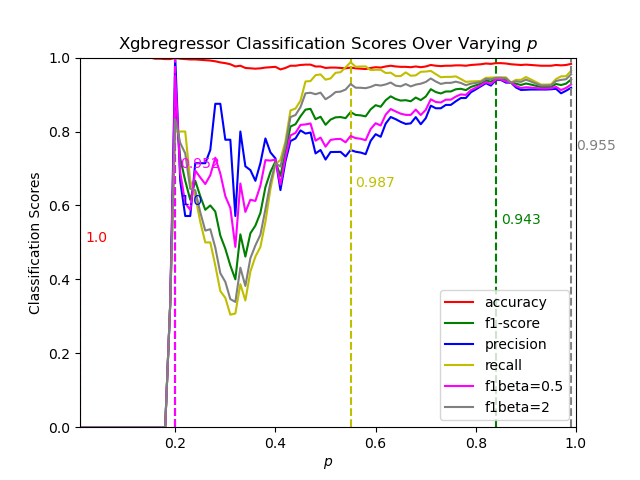 Xgbregressor Classification Scores Over Varying p
Classification Scores
1.0
0.8
0.6
0.4
0.2
0.0
0.2
0.4
0.6
0.8
1.0
p
1.0
0.952
1.0
0.987
0.943
0.955
accuracy
f1-score
precision
recall
f1beta=0.5
f1beta=2